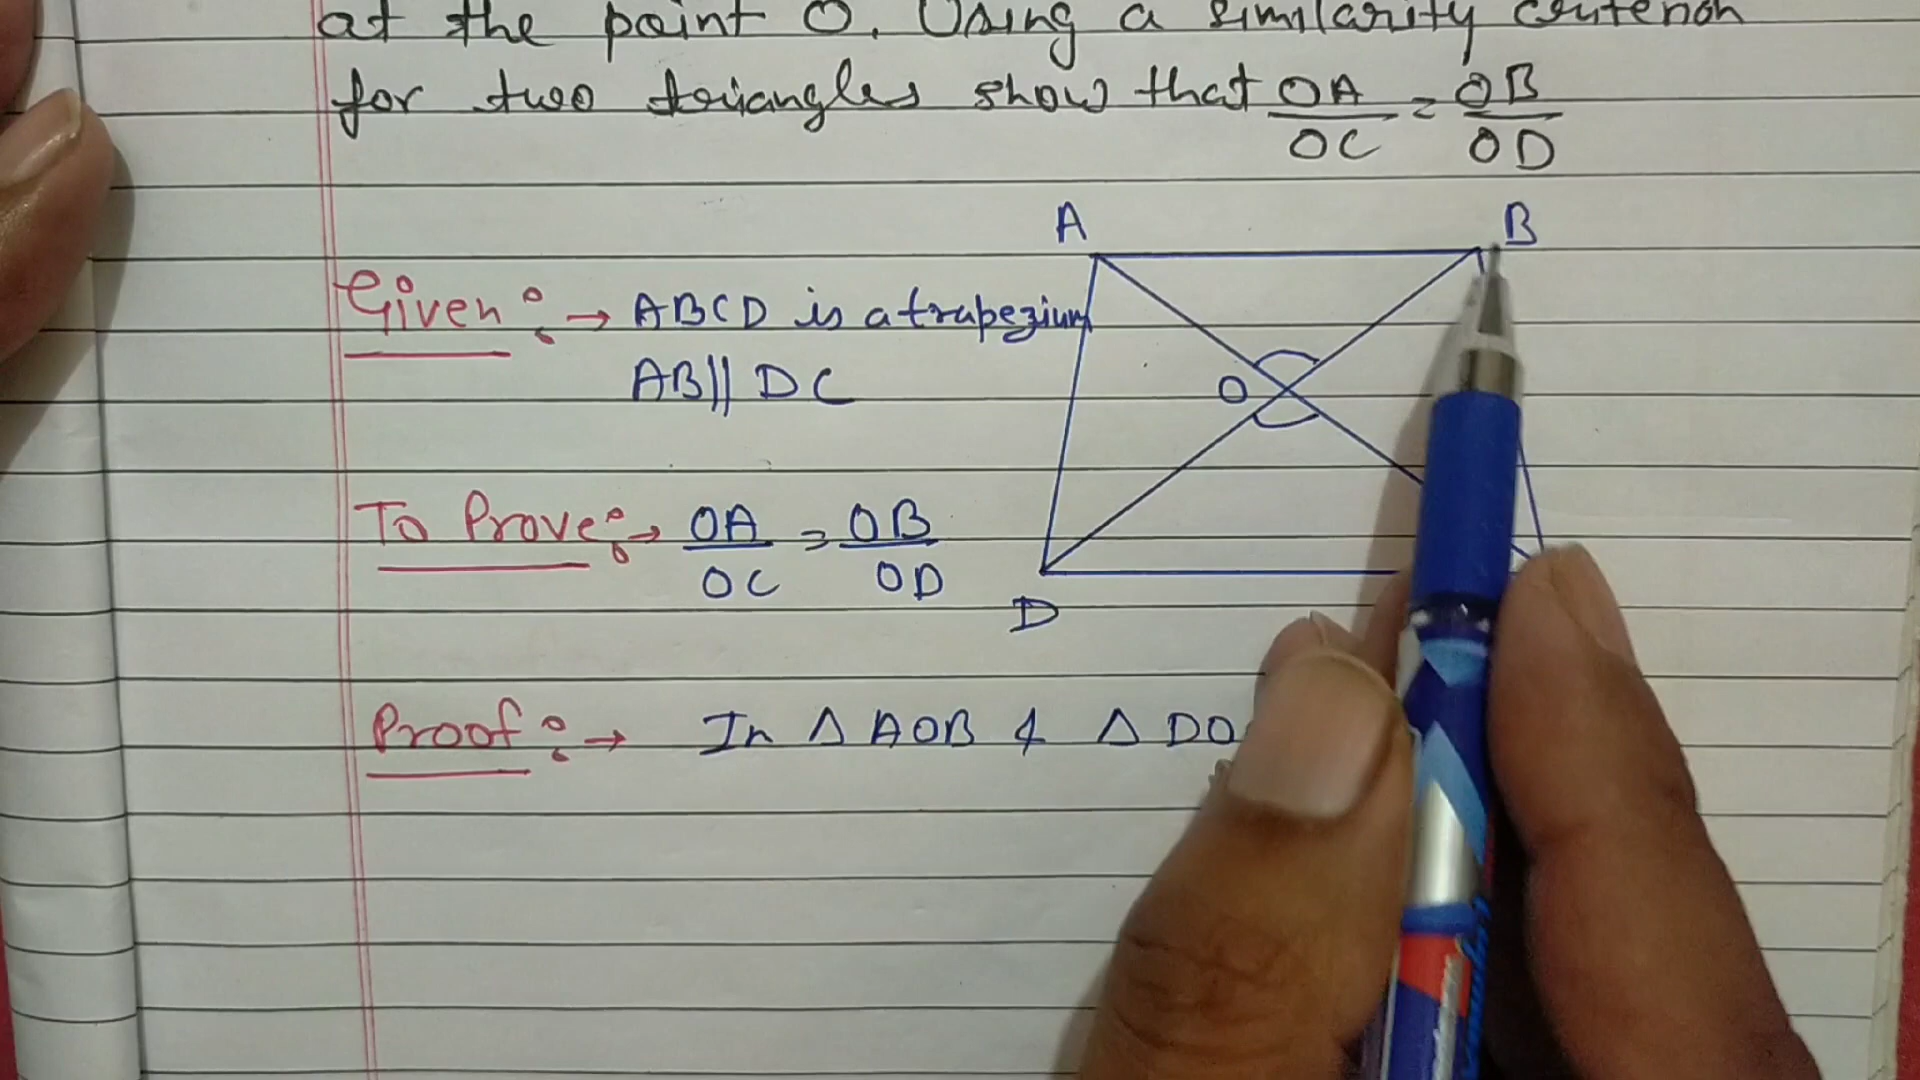 at the point O. Using a similarity criterion
for two triangles show that OA/OC = OB/OD
A
B
Given :→ ABCD is a trapezium
AB || DC
O
To Prove :→ OA/OC = OB/OD
D
Proof :→ In △ AOB & △ DO